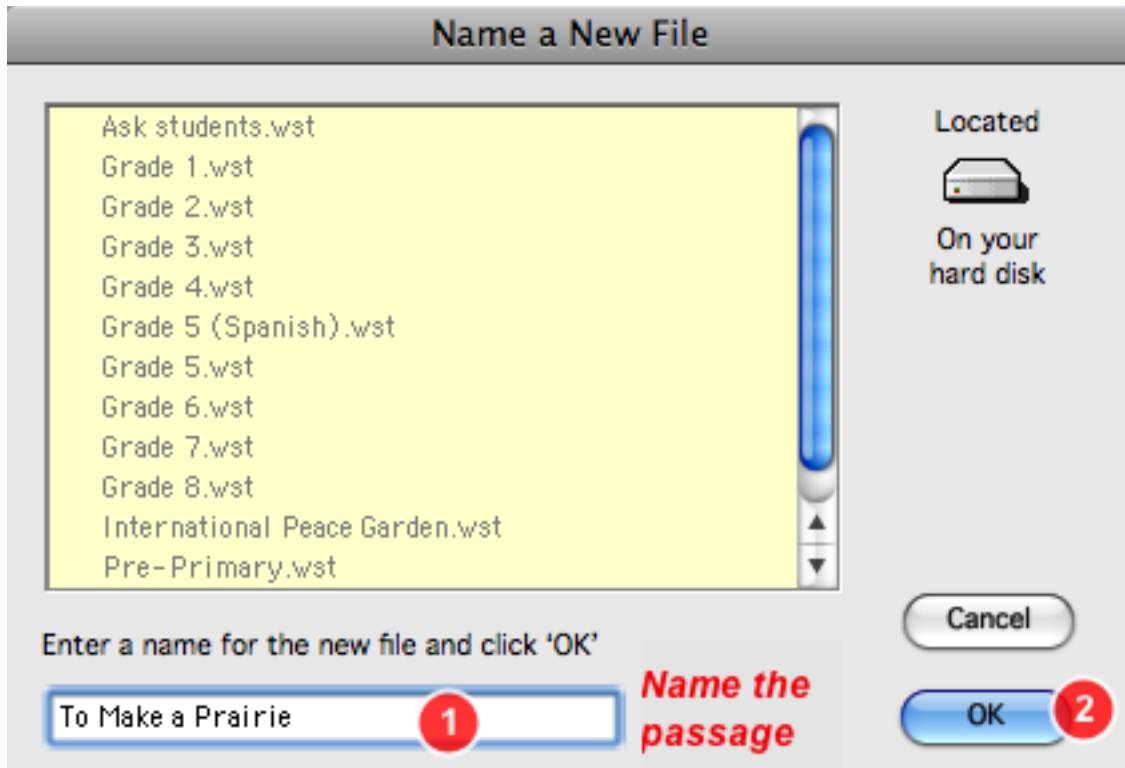 Name a New File
Ask students.wst
Grade 1.wst
Grade 2.wst
Grade 3.wst
Grade 4.wst
Grade 5 (Spanish).wst
Grade 5.wst
Grade 6.wst
Grade 7.wst
Grade 8.wst
International Peace Garden.wst
Pre-Primary.wst
Located
On your
hard disk
Enter a name for the new file and click ‘OK’
To Make a Prairie
1
Name the
passage
Cancel
OK
2